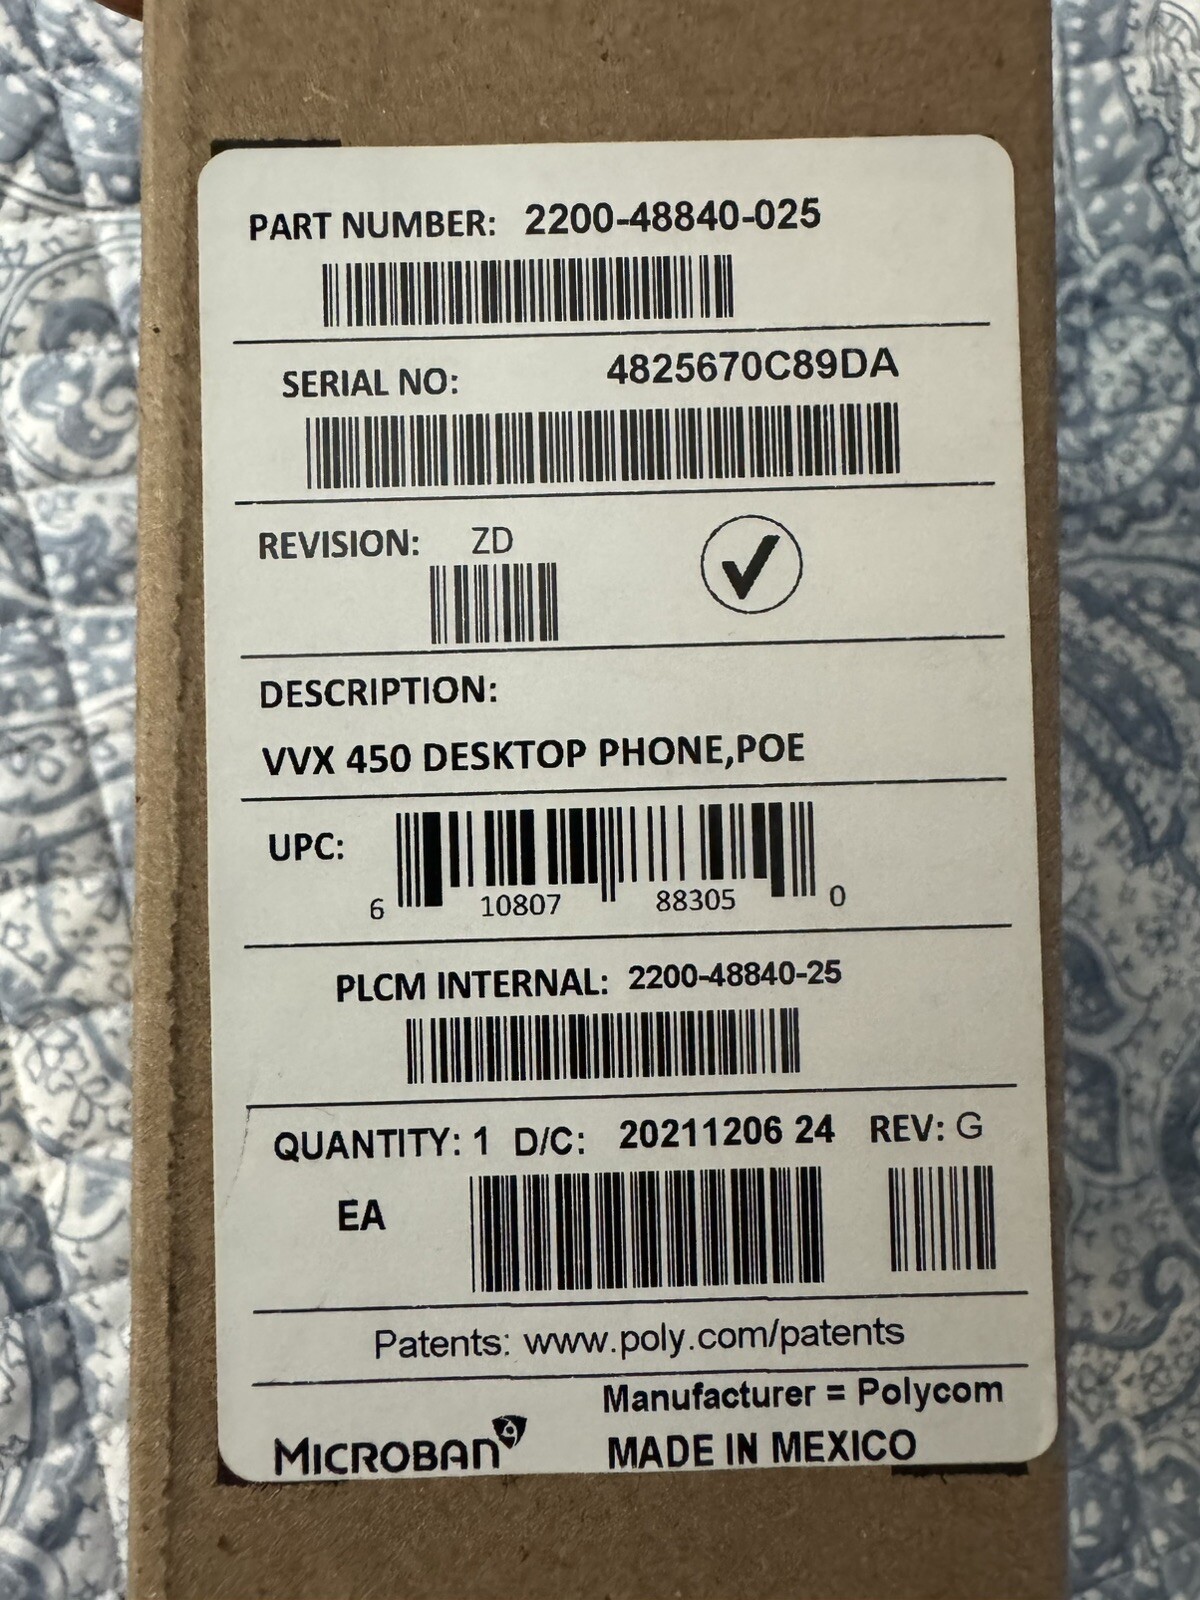 PART NUMBER: 2200-48840-025
SERIAL NO: 4825670C89DA
REVISION: ZD
DESCRIPTION:
VVX 450 DESKTOP PHONE,POE
UPC:
6 10807 88305 0
PLCM INTERNAL: 2200-48840-25
QUANTITY: 1 D/C: 20211206 24 REV: G
EA
Patents: www.poly.com/patents
Manufacturer = Polycom
MICROBAN MADE IN MEXICO